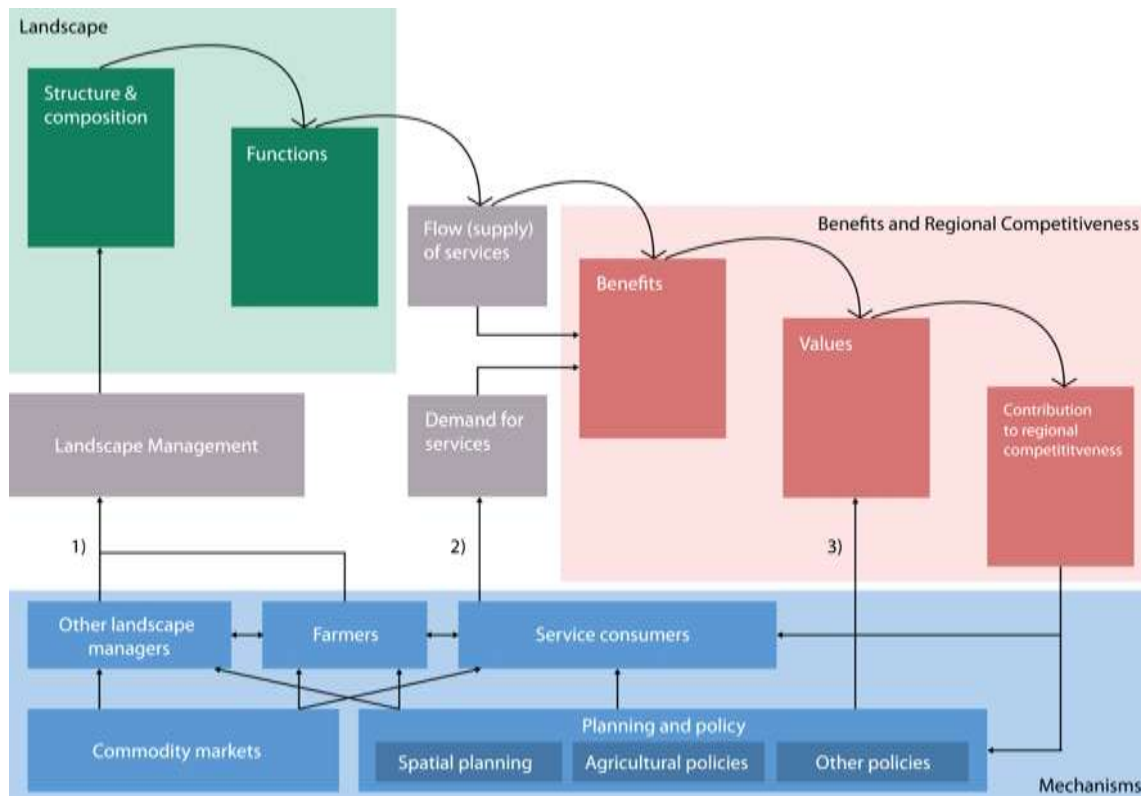 Landscape
Structure &
composition
Functions
Flow (supply)
of services
Benefits and Regional Competitiveness
Benefits
Values
Contribution
to regional
competititveness
Landscape Management
Demand for
services
1)
2)
3)
Other landscape
managers
Farmers
Service consumers
Commodity markets
Planning and policy
Spatial planning
Agricultural policies
Other policies
Mechanisms